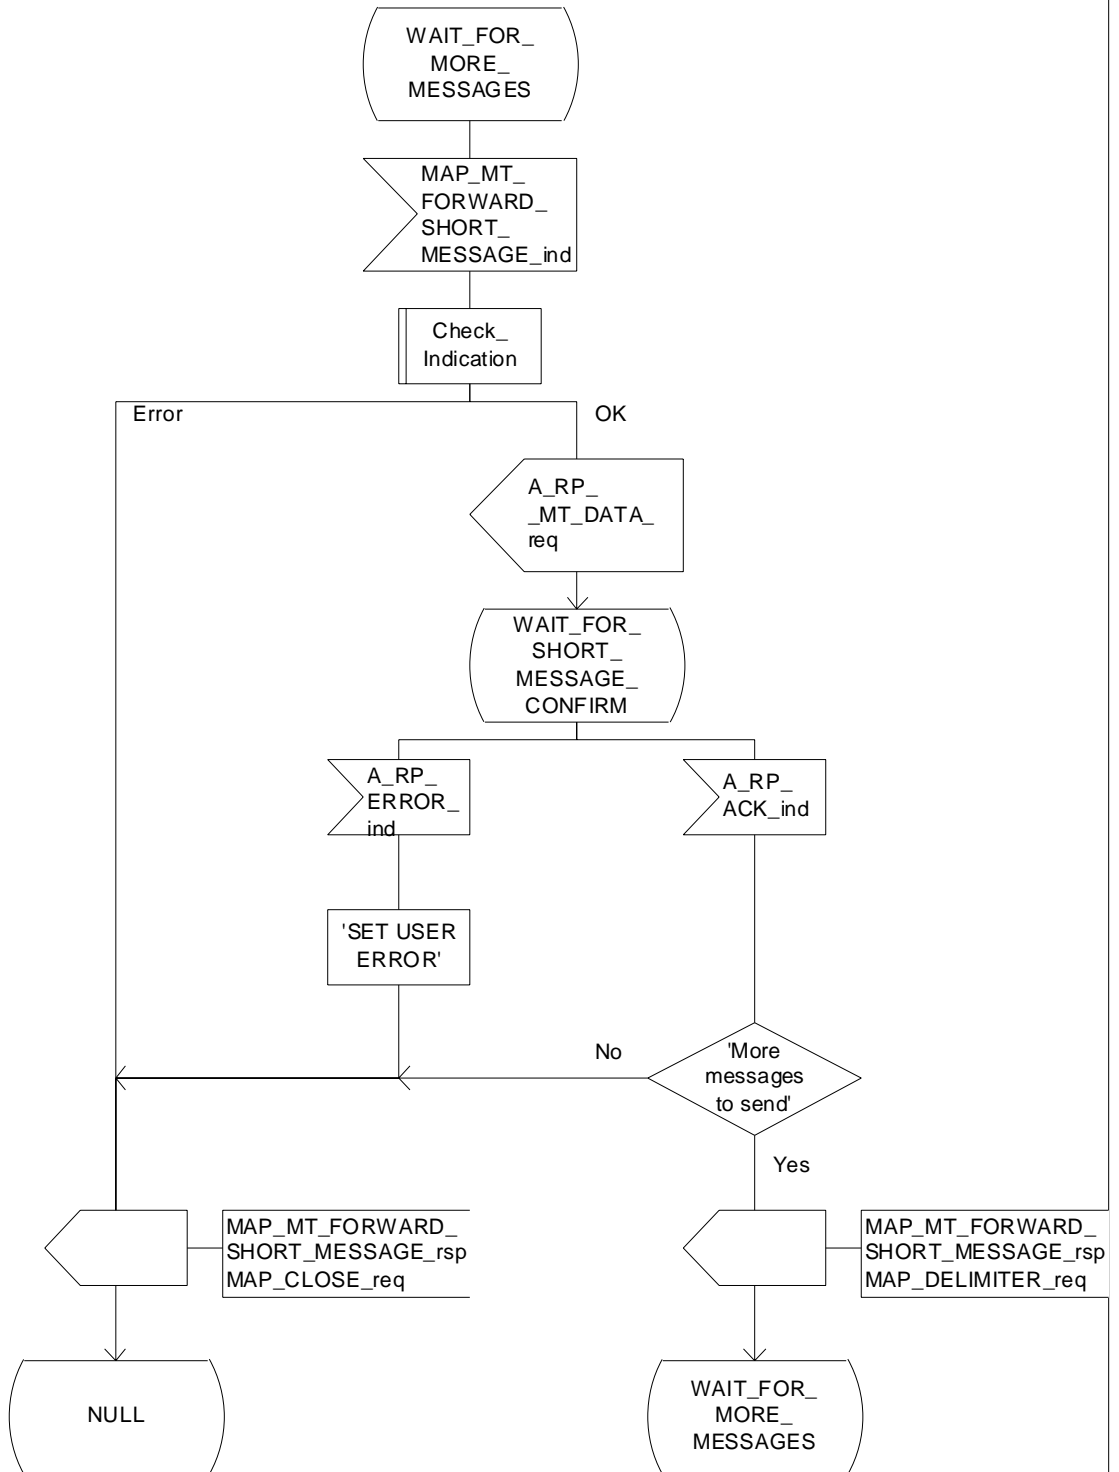 WAIT_FOR_
MORE_
MESSAGES
MAP_MT_
FORWARD_
SHORT_
MESSAGE_ind
Check_
Indication
Error
OK
A_RP_
_MT_DATA_
req
WAIT_FOR_
SHORT_
MESSAGE_
CONFIRM
A_RP_
ERROR_
ind
A_RP_
ACK_ind
'SET USER
ERROR'
No
'More
messages
to send'
Yes
MAP_MT_FORWARD_
SHORT_MESSAGE_rsp
MAP_CLOSE_req
MAP_MT_FORWARD_
SHORT_MESSAGE_rsp
MAP_DELIMITER_req
NULL
WAIT_FOR_
MORE_
MESSAGES